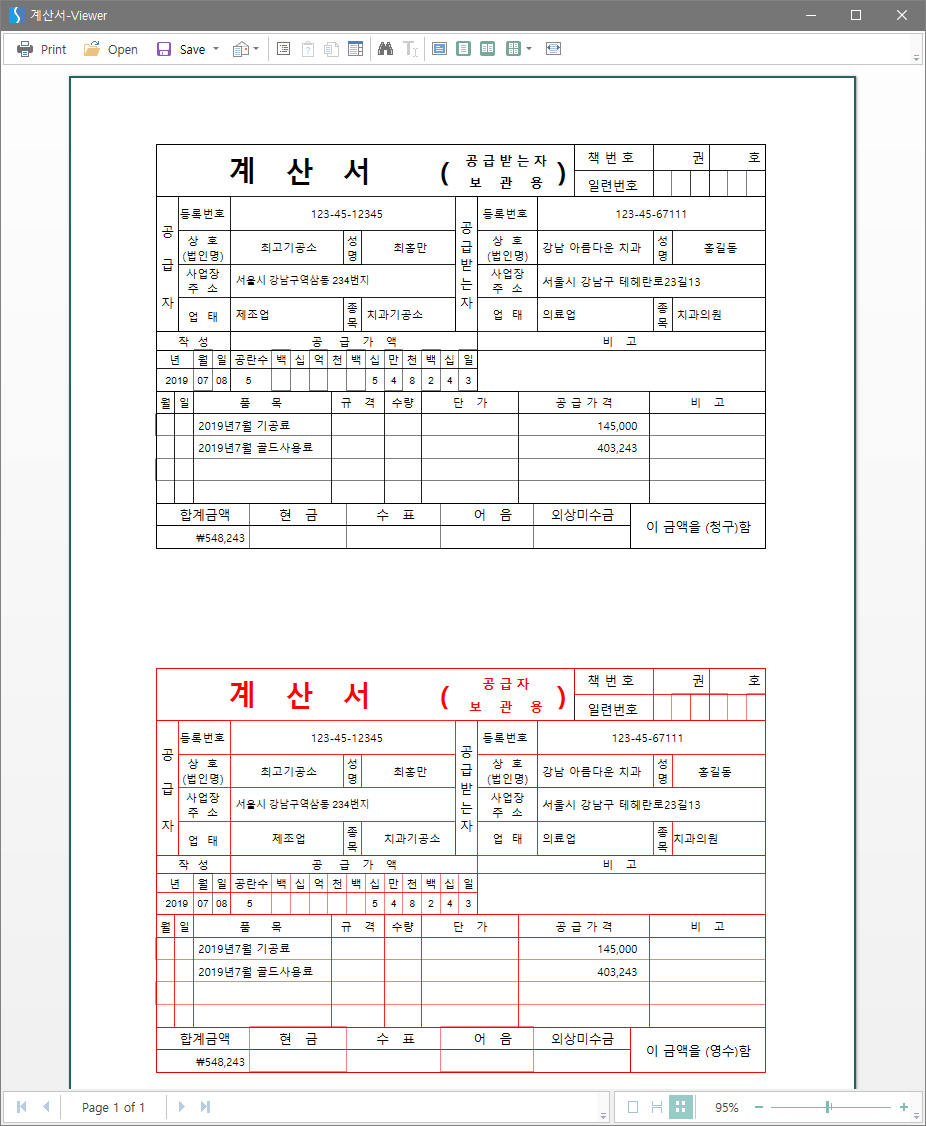 계산서-Viewer
Print Open Save
계 산 서 ( 공 급 받 는 자 보 관 용 ) 책 번 호 권 호
일련번호
공 급 자 등록번호 123-45-12345 공 급 받 는 자 등록번호 123-45-67111
상 호 (법인명) 최고기공소 성 명 최홍만 상 호 (법인명) 강남 아름다운 치과 성 명 홍길동
사업장 주 소 서울시 강남구역삼동 234번지 사업장 주 소 서울시 강남구 테헤란로23길13
업 태 제조업 종 목 치과기공소 업 태 의료업 종 목 치과의원
작 성 공 급 가 액 비 고
년 월 일 공란수 백 십 억 천 백 십 만 천 백 십 일
2019 07 08 5 5 4 8 2 4 3
월 일 품 목 규 격 수량 단 가 공 급 가 격 비 고
2019년7월 기공료 145,000
2019년7월 골드사용료 403,243
합계금액 현 금 수 표 어 음 외상미수금 이 금액을 (청구)함
₩548,243
계 산 서 ( 공 급 자 보 관 용 ) 책 번 호 권 호
일련번호
공 급 자 등록번호 123-45-12345 공 급 받 는 자 등록번호 123-45-67111
상 호 (법인명) 최고기공소 성 명 최홍만 상 호 (법인명) 강남 아름다운 치과 성 명 홍길동
사업장 주 소 서울시 강남구역삼동 234번지 사업장 주 소 서울시 강남구 테헤란로23길13
업 태 제조업 종 목 치과기공소 업 태 의료업 종 목 치과의원
작 성 공 급 가 액 비 고
년 월 일 공란수 백 십 억 천 백 십 만 천 백 십 일
2019 07 08 5 5 4 8 2 4 3
월 일 품 목 규 격 수량 단 가 공 급 가 격 비 고
2019년7월 기공료 145,000
2019년7월 골드사용료 403,243
합계금액 현 금 수 표 어 음 외상미수금 이 금액을 (영수)함
₩548,243
Page 1 of 1 95%